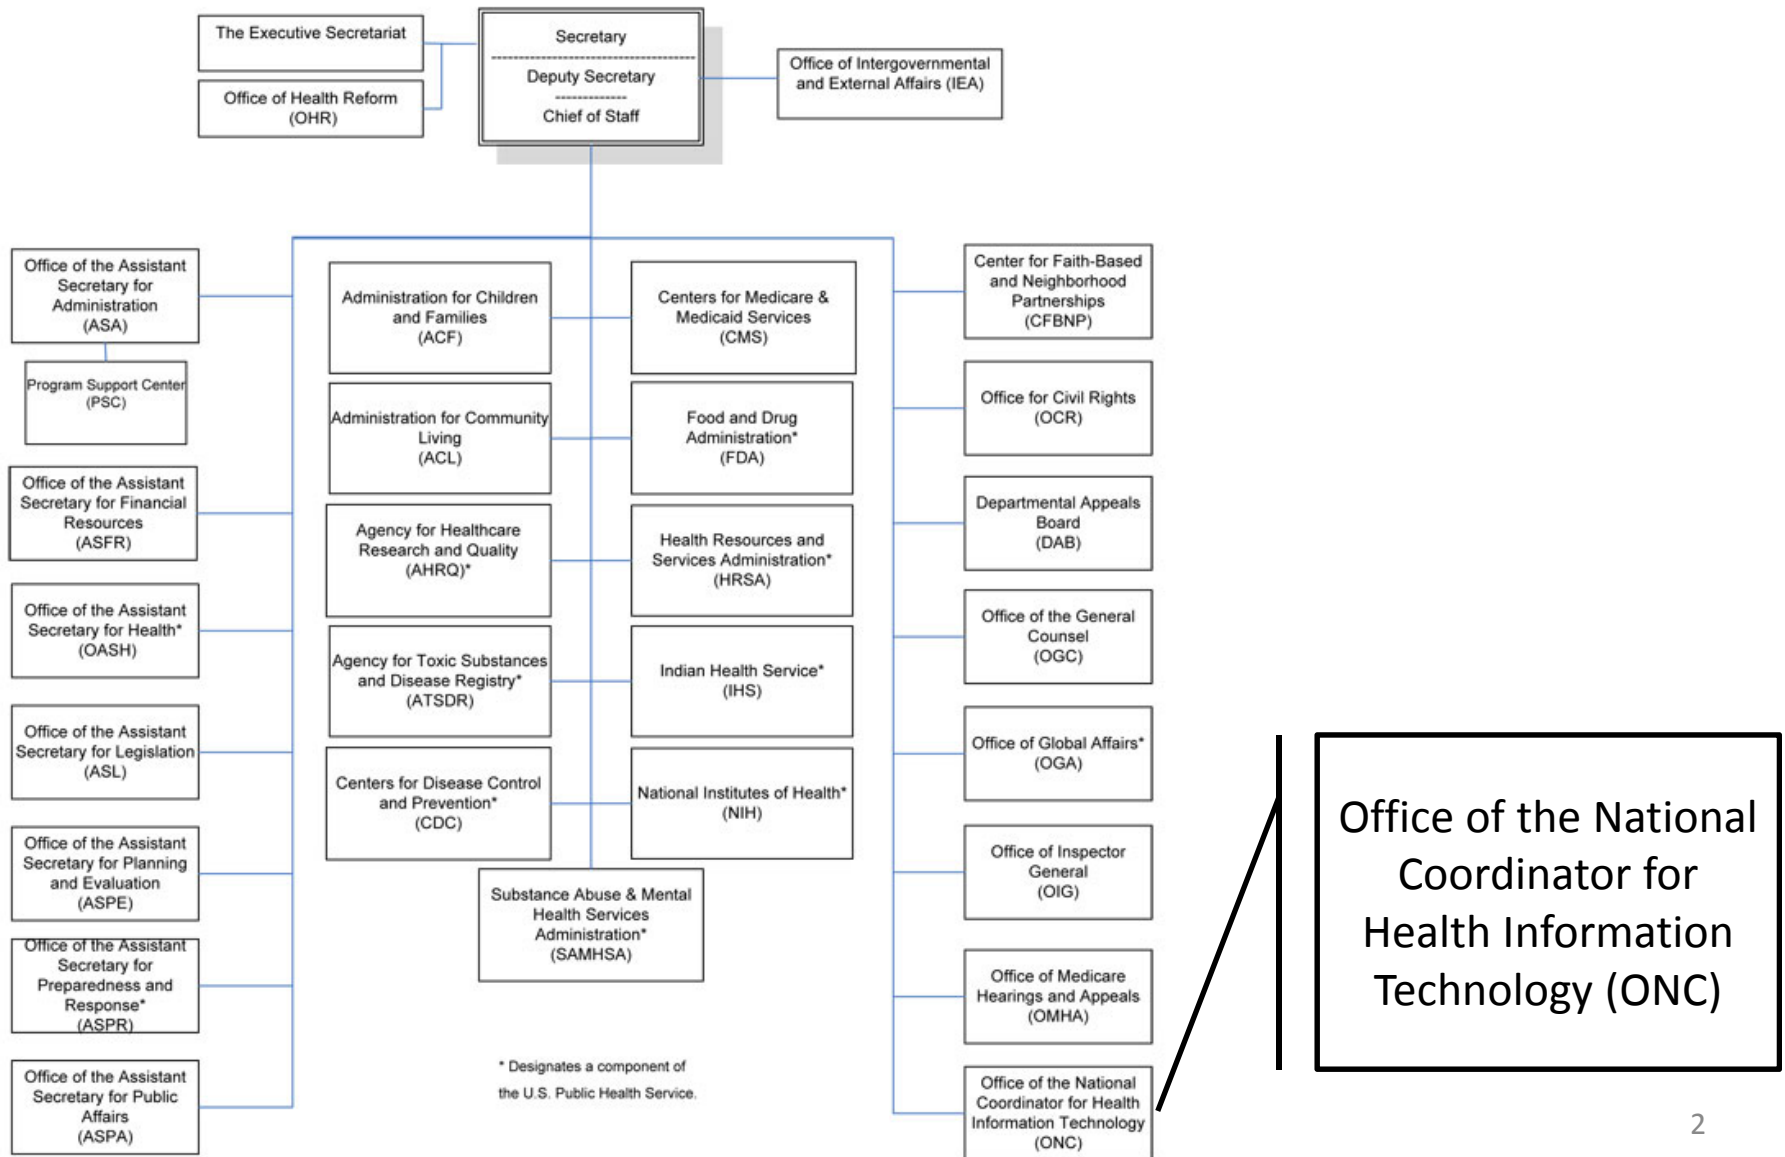 The Executive Secretariat
Office of Health Reform
(OHR)
Secretary
--------------------------------
Deputy Secretary
-------------
Chief of Staff
Office of Intergovernmental
and External Affairs (IEA)
Office of the Assistant
Secretary for
Administration
(ASA)
Program Support Center
(PSC)
Office of the Assistant
Secretary for Financial
Resources
(ASFR)
Office of the Assistant
Secretary for Health*
(OASH)
Office of the Assistant
Secretary for Legislation
(ASL)
Office of the Assistant
Secretary for Planning
and Evaluation
(ASPE)
Office of the Assistant
Secretary for
Preparedness and
Response*
(ASPR)
Office of the Assistant
Secretary for Public
Affairs
(ASPA)
Administration for Children
and Families
(ACF)
Administration for Community
Living
(ACL)
Agency for Healthcare
Research and Quality
(AHRQ)*
Agency for Toxic Substances
and Disease Registry*
(ATSDR)
Centers for Disease Control
and Prevention*
(CDC)
Centers for Medicare &
Medicaid Services
(CMS)
Food and Drug
Administration*
(FDA)
Health Resources and
Services Administration*
(HRSA)
Indian Health Service*
(IHS)
National Institutes of Health*
(NIH)
Substance Abuse & Mental
Health Services
Administration*
(SAMHSA)
* Designates a component of
the U.S. Public Health Service.
Center for Faith-Based
and Neighborhood
Partnerships
(CFBNP)
Office for Civil Rights
(OCR)
Departmental Appeals
Board
(DAB)
Office of the General
Counsel
(OGC)
Office of Global Affairs*
(OGA)
Office of Inspector
General
(OIG)
Office of Medicare
Hearings and Appeals
(OMHA)
Office of the National
Coordinator for Health
Information Technology
(ONC)
Office of the National
Coordinator for
Health Information
Technology (ONC)
2